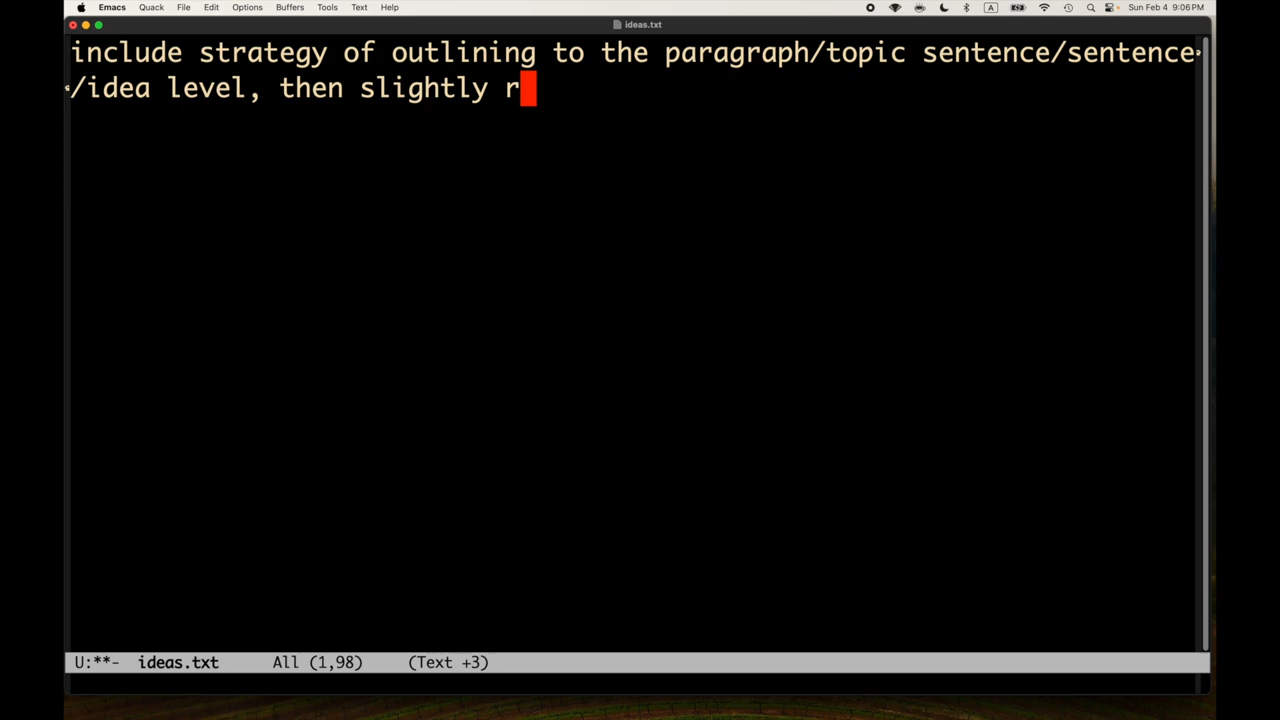 Emacs Quack File Edit Options Buffers Tools Text Help A Sun Feb 4 9:06 PM
ideas.txt
include strategy of outlining to the paragraph/topic sentence/sentence
/idea level, then slightly r
U:**- ideas.txt All (1,98) (Text +3)